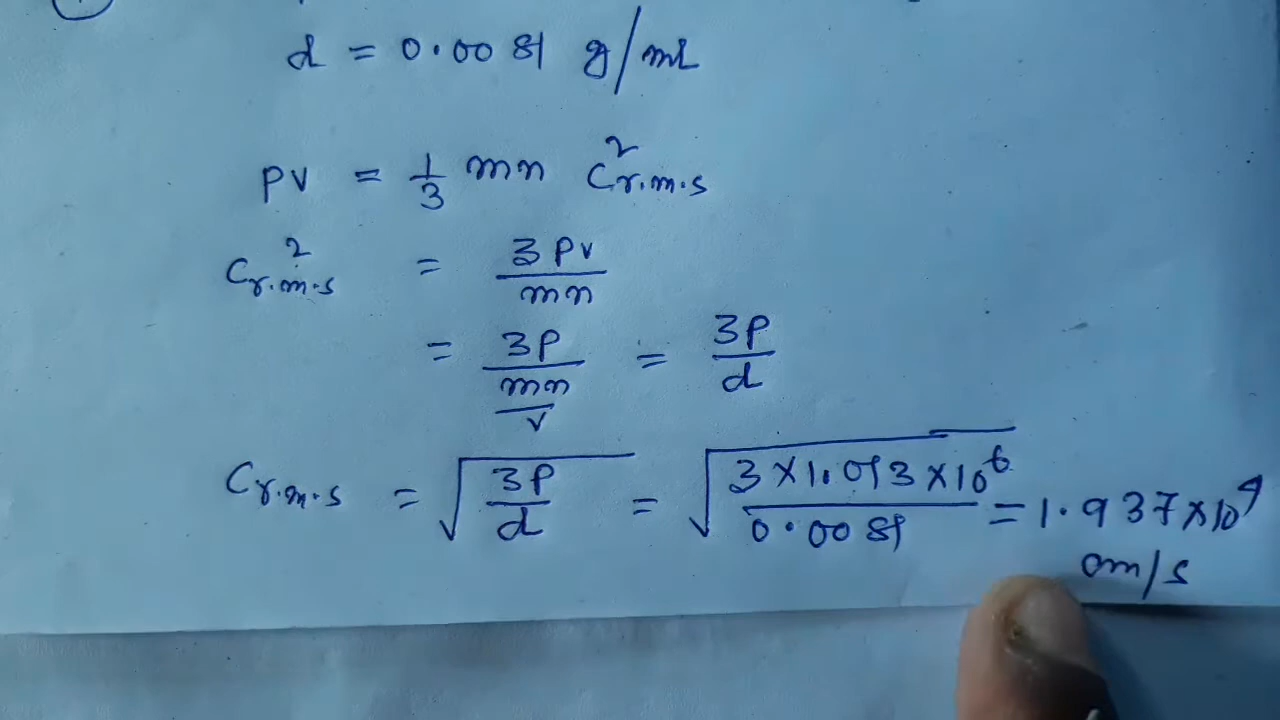 d = 0.0081 g/ml
PV = 1/3 mn C²r.m.s
C²r.m.s = 3PV/mn
= 3P/(mn/V) = 3P/d
Cr.m.s = √(3P/d) = √(3×1.013×10⁶/0.0081) = 1.937×10⁴
cm/s